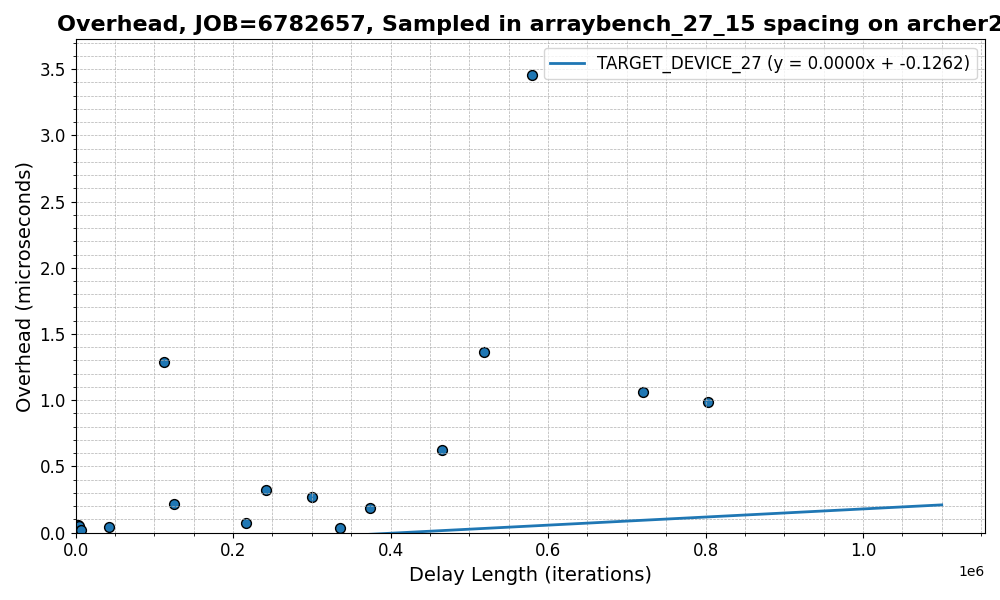 Overhead, JOB=6782657, Sampled in arraybench_27_15 spacing on archer2
TARGET_DEVICE_27 (y = 0.0000x + -0.1262)
Overhead (microseconds)
3.5
3.0
2.5
2.0
1.5
1.0
0.5
0.0
0.0 0.2 0.4 0.6 0.8 1.0
1e6
Delay Length (iterations)